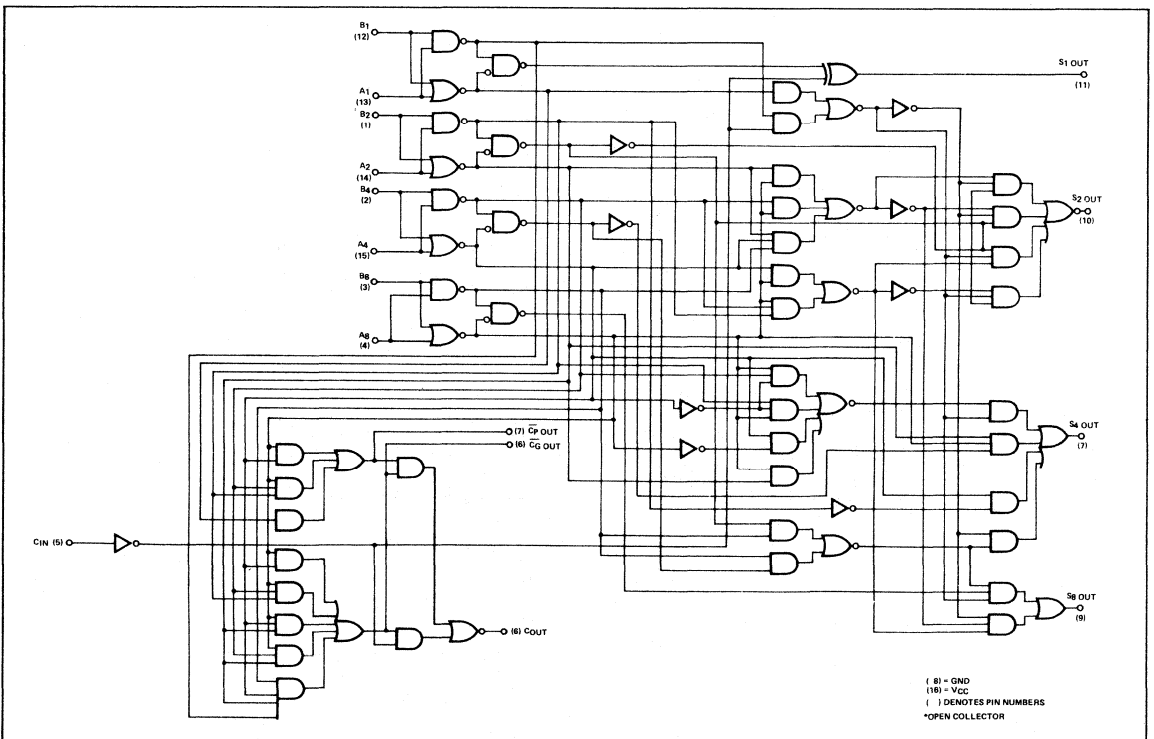 B1
(12)
A1
(13)
B2
(1)
A2
(14)
B4
(2)
A4
(15)
B8
(3)
A8
(4)
S1 OUT
(11)
S2 OUT
(10)
(7) CP OUT
(6) CG OUT
S4 OUT
(7)
CIN (5)
S8 OUT
(9)
(6) COUT
( 8) = GND
(16) = VCC
( ) DENOTES PIN NUMBERS
*OPEN COLLECTOR